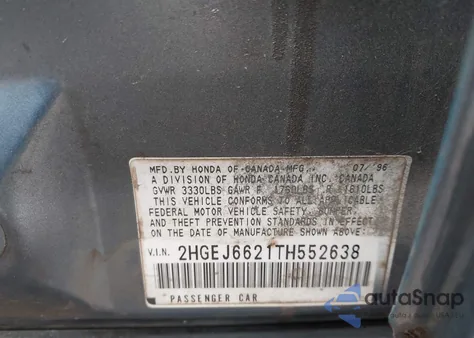 MFD.BY HONDA OF CANADA MFG. 07/96
A DIVISION OF HONDA CANADA INC. CANADA
GVWR 3330LBS GAWR F 1760LBS R 1610LBS
THIS VEHICLE CONFORMS TO ALL APPLICABLE
FEDERAL MOTOR VEHICLE SAFETY, BUMPER,
AND THEFT PREVENTION STANDARDS IN EFFECT
ON THE DATE OF MANUFACTURE SHOWN ABOVE.
V.I.N. 2HGEJ6621TH552638
PASSENGER CAR
autoSnap